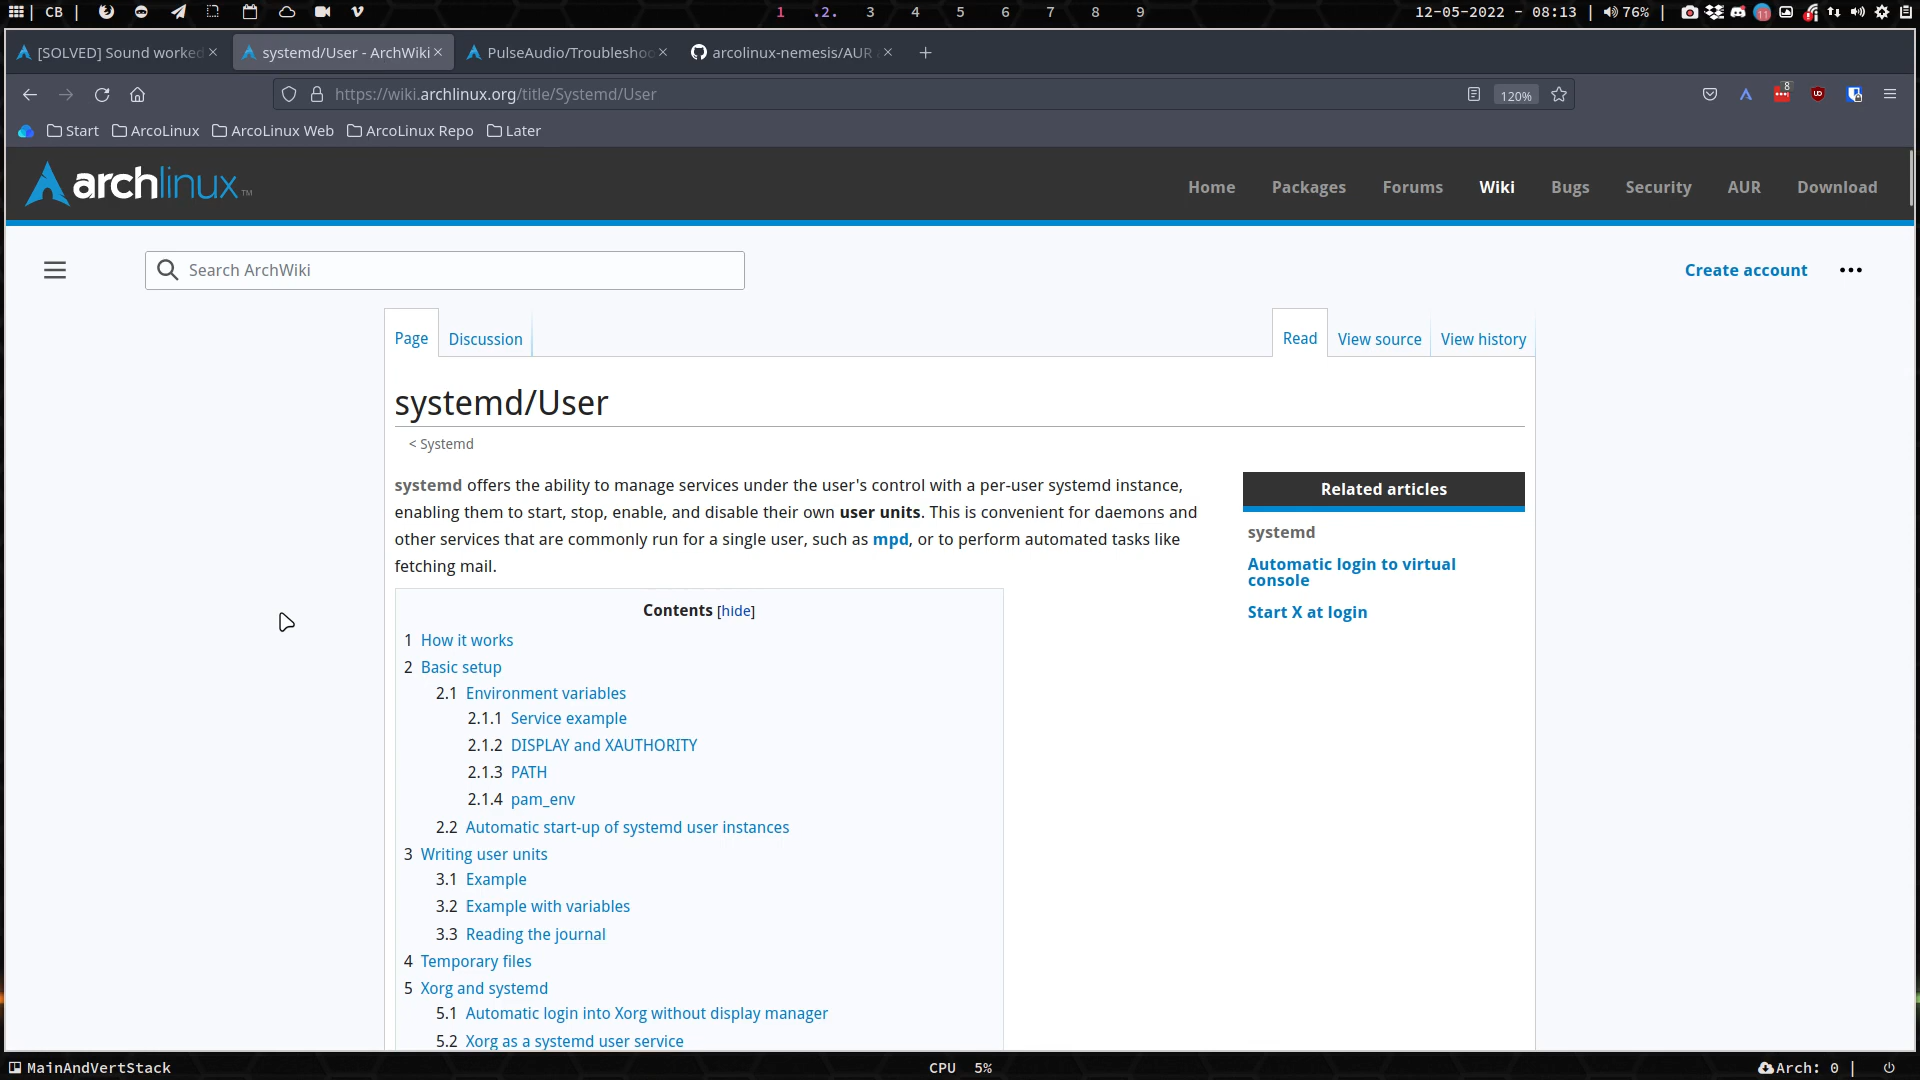 CB
1 .2. 3 4 5 6 7 8 9
12-05-2022 - 08:13 | 76% |
[SOLVED] Sound worked
systemd/User - ArchWiki
PulseAudio/Troubleshoo
arcolinux-nemesis/AUR
https://wiki.archlinux.org/title/Systemd/User
120%
8
11
Start
ArcoLinux
ArcoLinux Web
ArcoLinux Repo
Later
archlinux™
Home
Packages
Forums
Wiki
Bugs
Security
AUR
Download
Search ArchWiki
Create account
Page
Discussion
Read
View source
View history
systemd/User
< Systemd
systemd offers the ability to manage services under the user's control with a per-user systemd instance,
enabling them to start, stop, enable, and disable their own user units. This is convenient for daemons and
other services that are commonly run for a single user, such as mpd, or to perform automated tasks like
fetching mail.
Related articles
systemd
Automatic login to virtual
console
Start X at login
Contents [hide]
1 How it works
2 Basic setup
2.1 Environment variables
2.1.1 Service example
2.1.2 DISPLAY and XAUTHORITY
2.1.3 PATH
2.1.4 pam_env
2.2 Automatic start-up of systemd user instances
3 Writing user units
3.1 Example
3.2 Example with variables
3.3 Reading the journal
4 Temporary files
5 Xorg and systemd
5.1 Automatic login into Xorg without display manager
5.2 Xorg as a systemd user service
MainAndVertStack
CPU 5%
Arch: 0 |